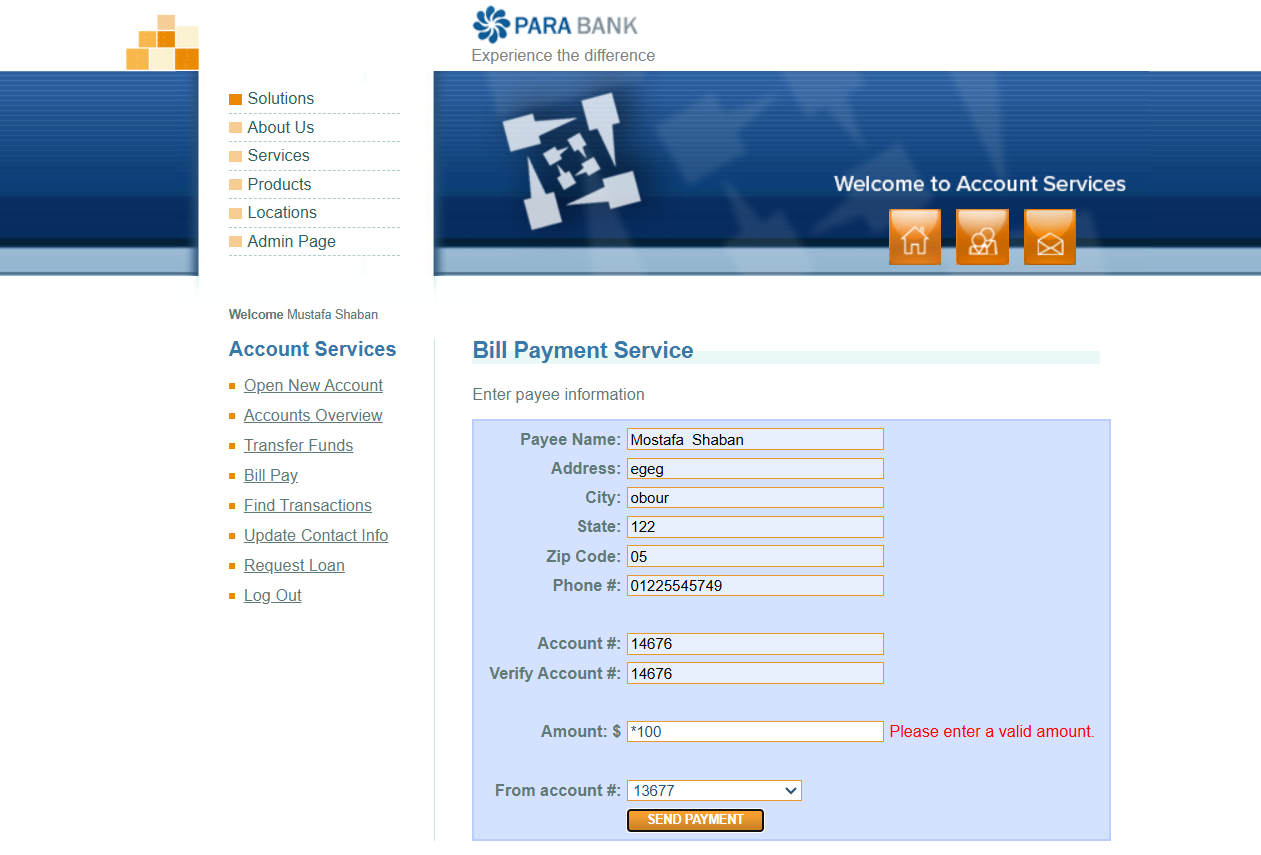 PARA BANK
Experience the difference
Solutions
About Us
Services
Products
Locations
Admin Page
Welcome to Account Services
Welcome Mustafa Shaban
Account Services
Open New Account
Accounts Overview
Transfer Funds
Bill Pay
Find Transactions
Update Contact Info
Request Loan
Log Out
Bill Payment Service
Enter payee information
Payee Name: Mostafa  Shaban
Address: egeg
City: obour
State: 122
Zip Code: 05
Phone #: 01225545749
Account #: 14676
Verify Account #: 14676
Amount: $ *100 Please enter a valid amount.
From account #: 13677
SEND PAYMENT